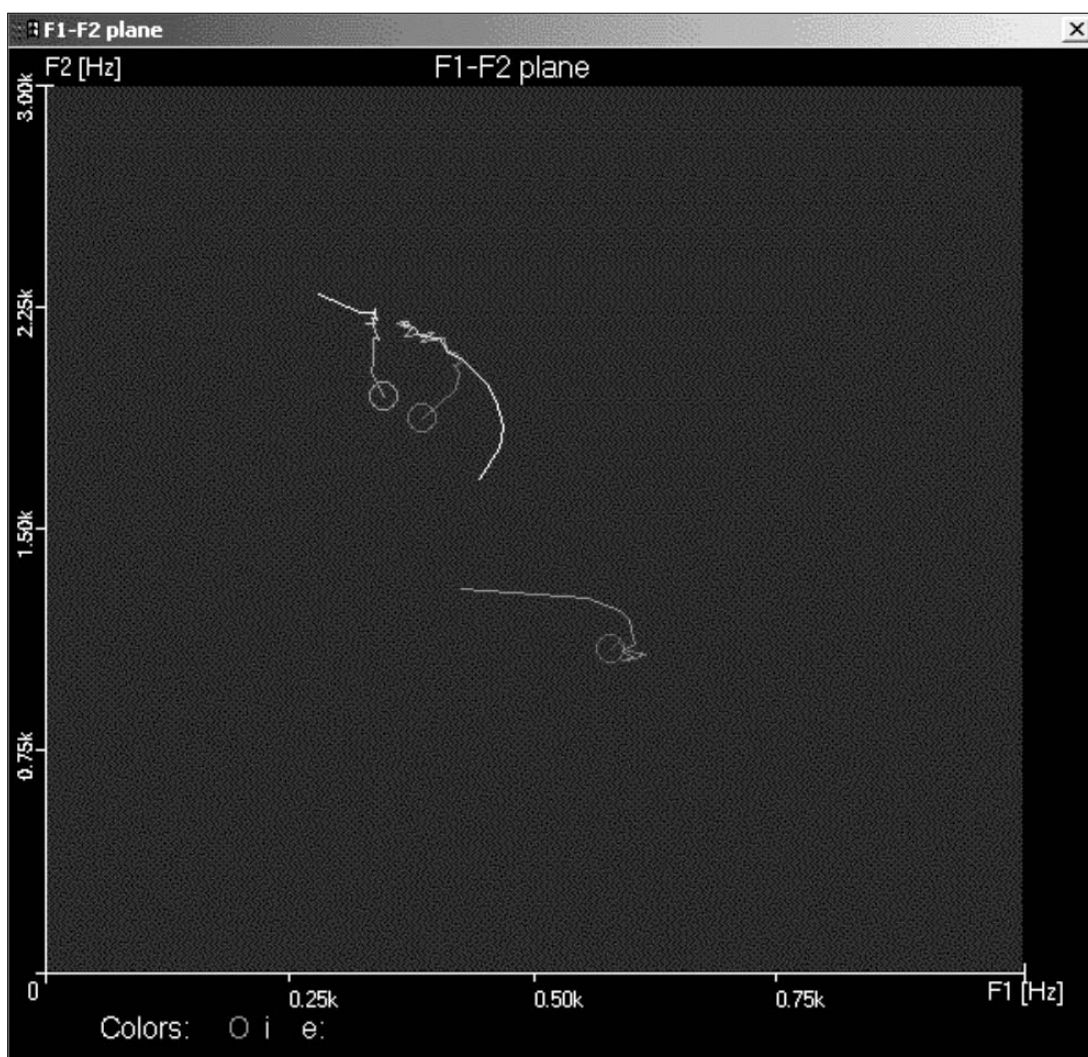 F1-F2 plane
F2 [Hz]
F1-F2 plane
3.00k
2.25k
1.50k
0.75k
0
0.25k
0.50k
0.75k
F1 [Hz]
Colors: O i e: